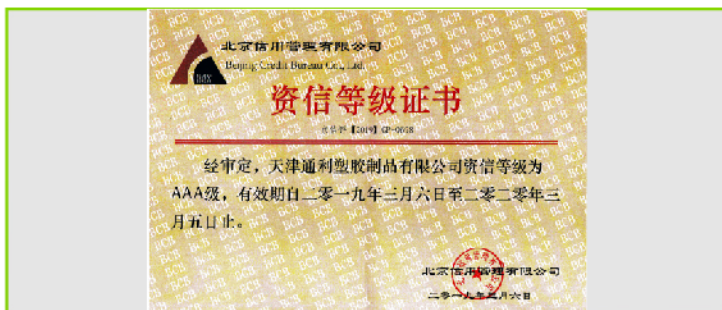 北京信用管理有限公司
Beijing Credit Bureau Co., Ltd.
资信等级证书
经审定，天津通利塑胶制品有限公司资信等级为
AAA级，有效期自二零一九年三月六日至二零二零年三
月五日止。
北京信用管理有限公司
二零一九年三月六日